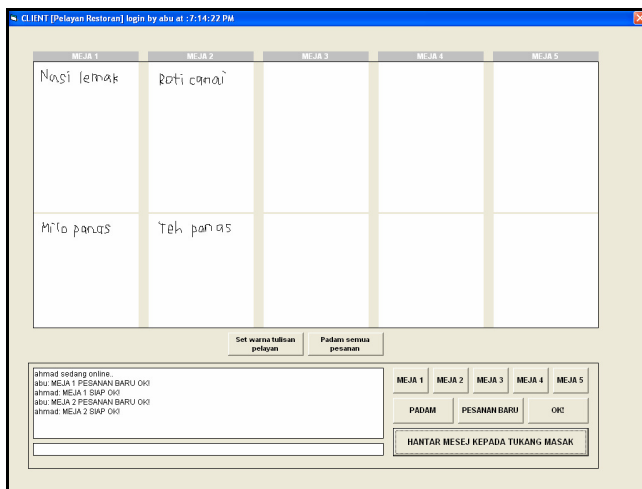 CLIENT [Pelayan Restoran] login by abu at :7:14:22 PM
MEJA 1 MEJA 2 MEJA 3 MEJA 4 MEJA 5
Nasi lemak Roti canai
Milo panas Teh panas
Set warna tulisan pelayan
Padam semua pesanan
ahmad sedang online..
abu: MEJA 1 PESANAN BARU OK!
ahmad: MEJA 1 SIAP OK!
abu: MEJA 2 PESANAN BARU OK!
ahmad: MEJA 2 SIAP OK!
MEJA 1 MEJA 2 MEJA 3 MEJA 4 MEJA 5
PADAM PESANAN BARU OK!
HANTAR MESEJ KEPADA TUKANG MASAK